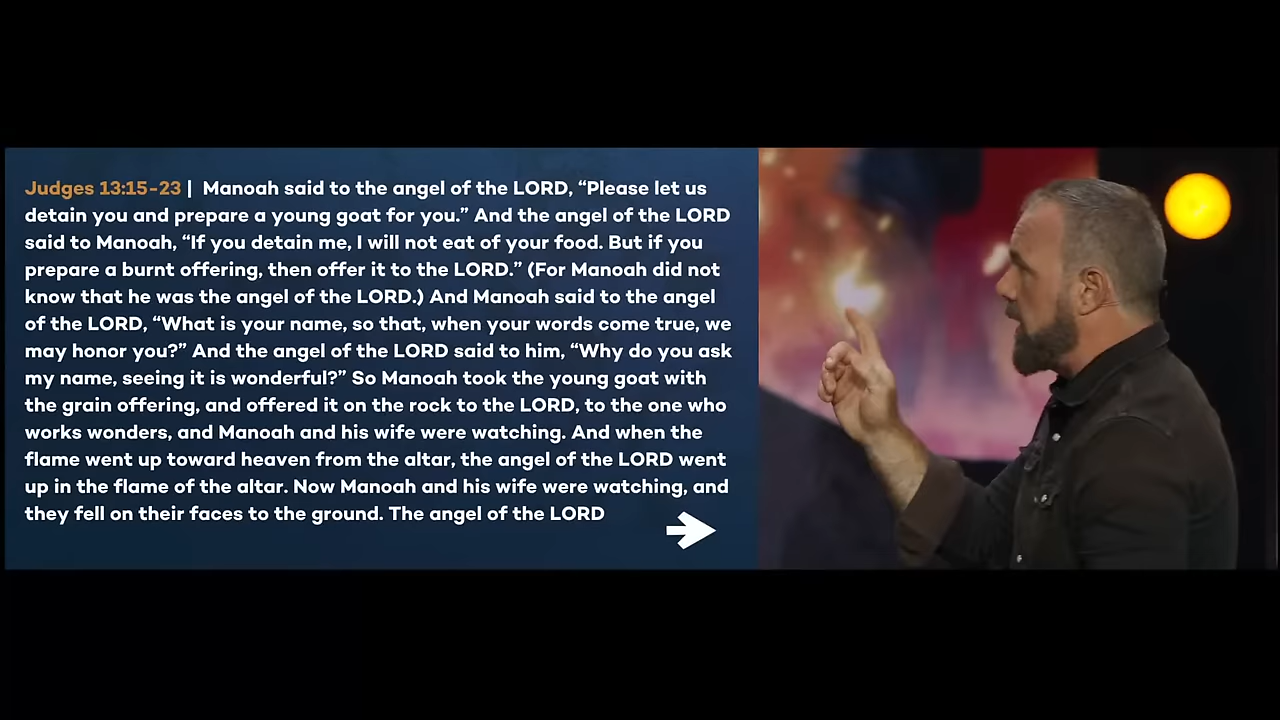 Judges 13:15-23 | Manoah said to the angel of the LORD, “Please let us
detain you and prepare a young goat for you.” And the angel of the LORD
said to Manoah, “If you detain me, I will not eat of your food. But if you
prepare a burnt offering, then offer it to the LORD.” (For Manoah did not
know that he was the angel of the LORD.) And Manoah said to the angel
of the LORD, “What is your name, so that, when your words come true, we
may honor you?” And the angel of the LORD said to him, “Why do you ask
my name, seeing it is wonderful?” So Manoah took the young goat with
the grain offering, and offered it on the rock to the LORD, to the one who
works wonders, and Manoah and his wife were watching. And when the
flame went up toward heaven from the altar, the angel of the LORD went
up in the flame of the altar. Now Manoah and his wife were watching, and
they fell on their faces to the ground. The angel of the LORD